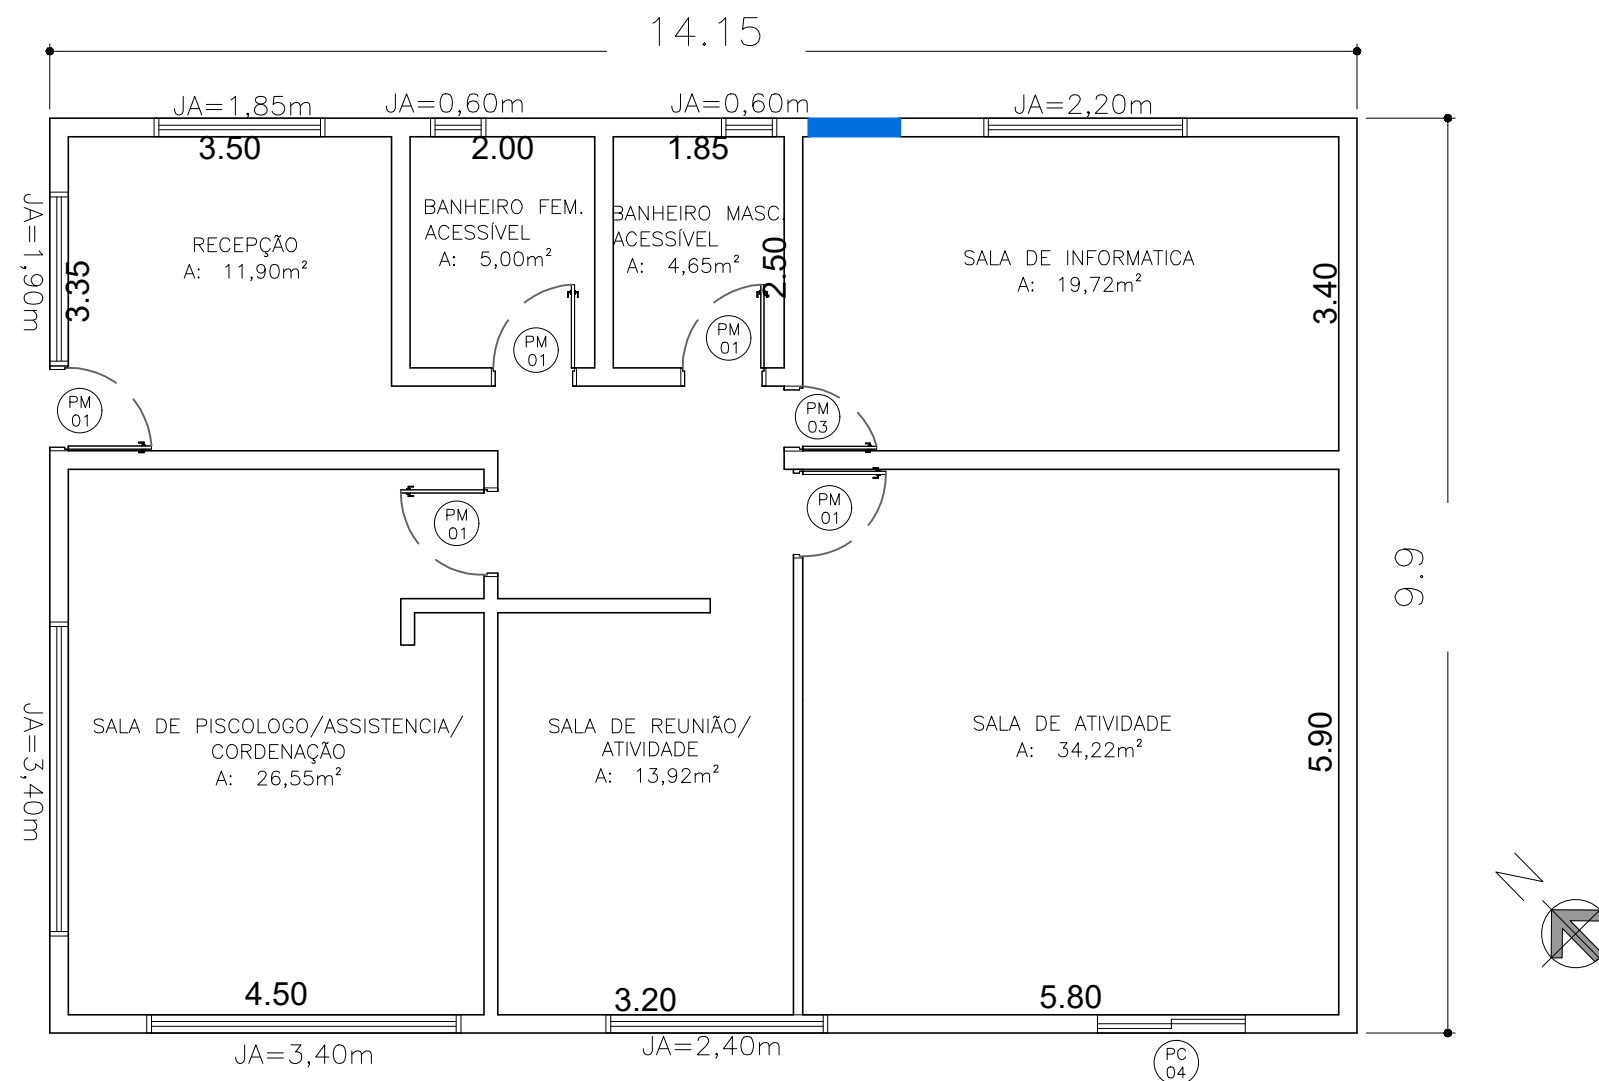 14.15
JA=1,85m
JA=0,60m
JA=0,60m
JA=2,20m
3.50
2.00
1.85
JA=1,90m
3.35
RECEPÇÃO
A: 11,90m²
BANHEIRO FEM.
ACESSÍVEL
A: 5,00m²
BANHEIRO MASC.
ACESSÍVEL
A: 4,65m²
2.50
SALA DE INFORMATICA
A: 19,72m²
3.40
PM
01
PM
01
PM
01
PM
03
PM
01
PM
01
9.9
JA=3,40m
SALA DE PISCOLOGO/ASSISTENCIA/
CORDENAÇÃO
A: 26,55m²
SALA DE REUNIÃO/
ATIVIDADE
A: 13,92m²
SALA DE ATIVIDADE
A: 34,22m²
5.90
N
4.50
3.20
5.80
JA=3,40m
JA=2,40m
PC
04